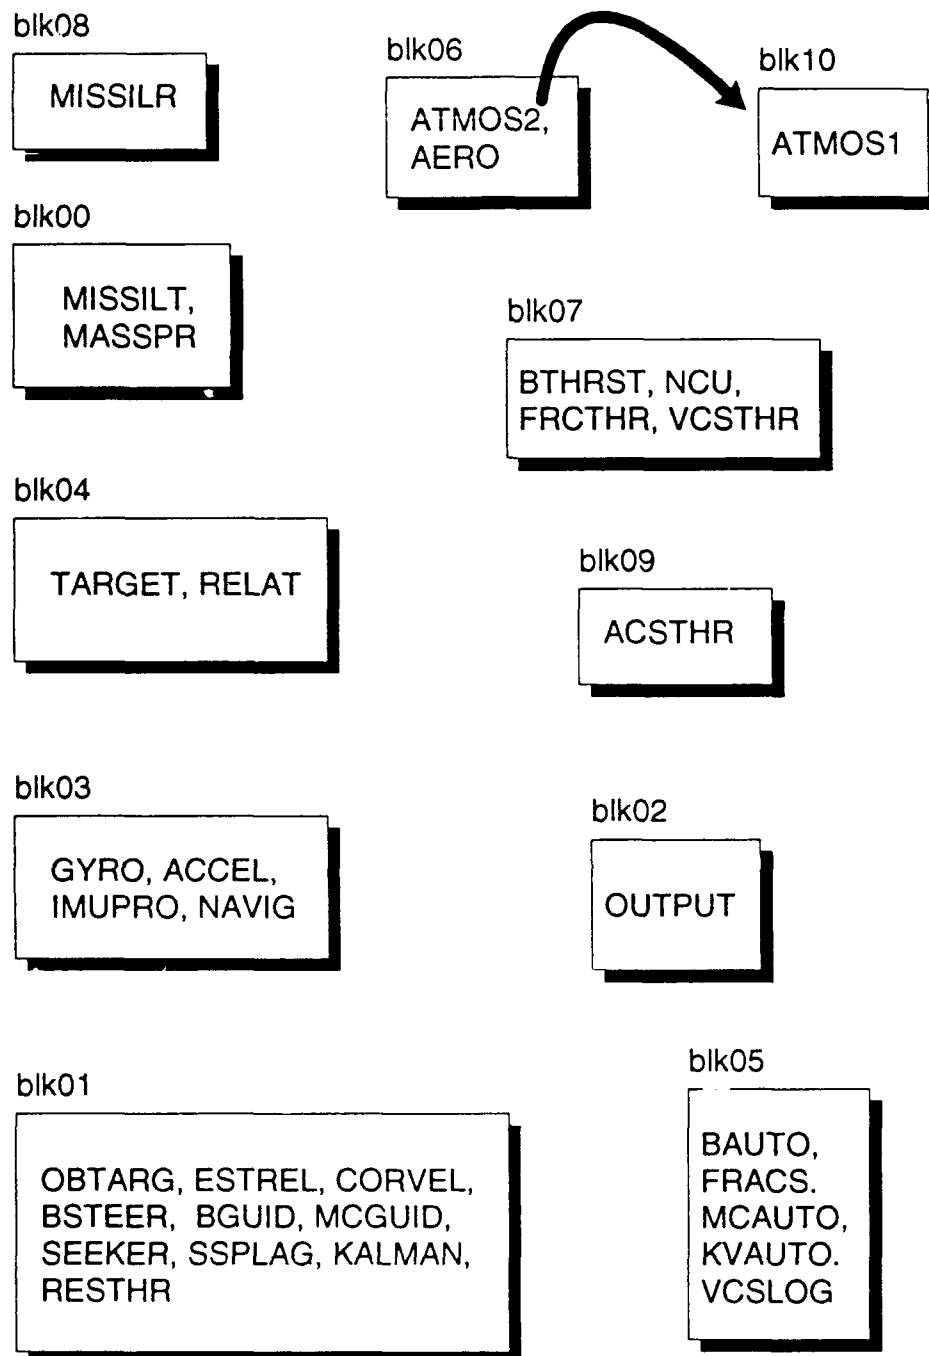 blk08
MISSILR
blk06
ATMOS2,
AERO
blk10
ATMOS1
blk00
MISSILT,
MASSPR
blk07
BTHRST, NCU,
FRCTHR, VCSTHR
blk04
TARGET, RELAT
blk09
ACSTHR
blk03
GYRO, ACCEL,
IMUPRO, NAVIG
blk02
OUTPUT
blk01
OBTARG, ESTREL, CORVEL,
BSTEER, BGUID, MCGUID,
SEEKER, SSPLAG, KALMAN,
RESTHR
blk05
BAUTO,
FRACS.
MCAUTO,
KVAUTO.
VCSLOG